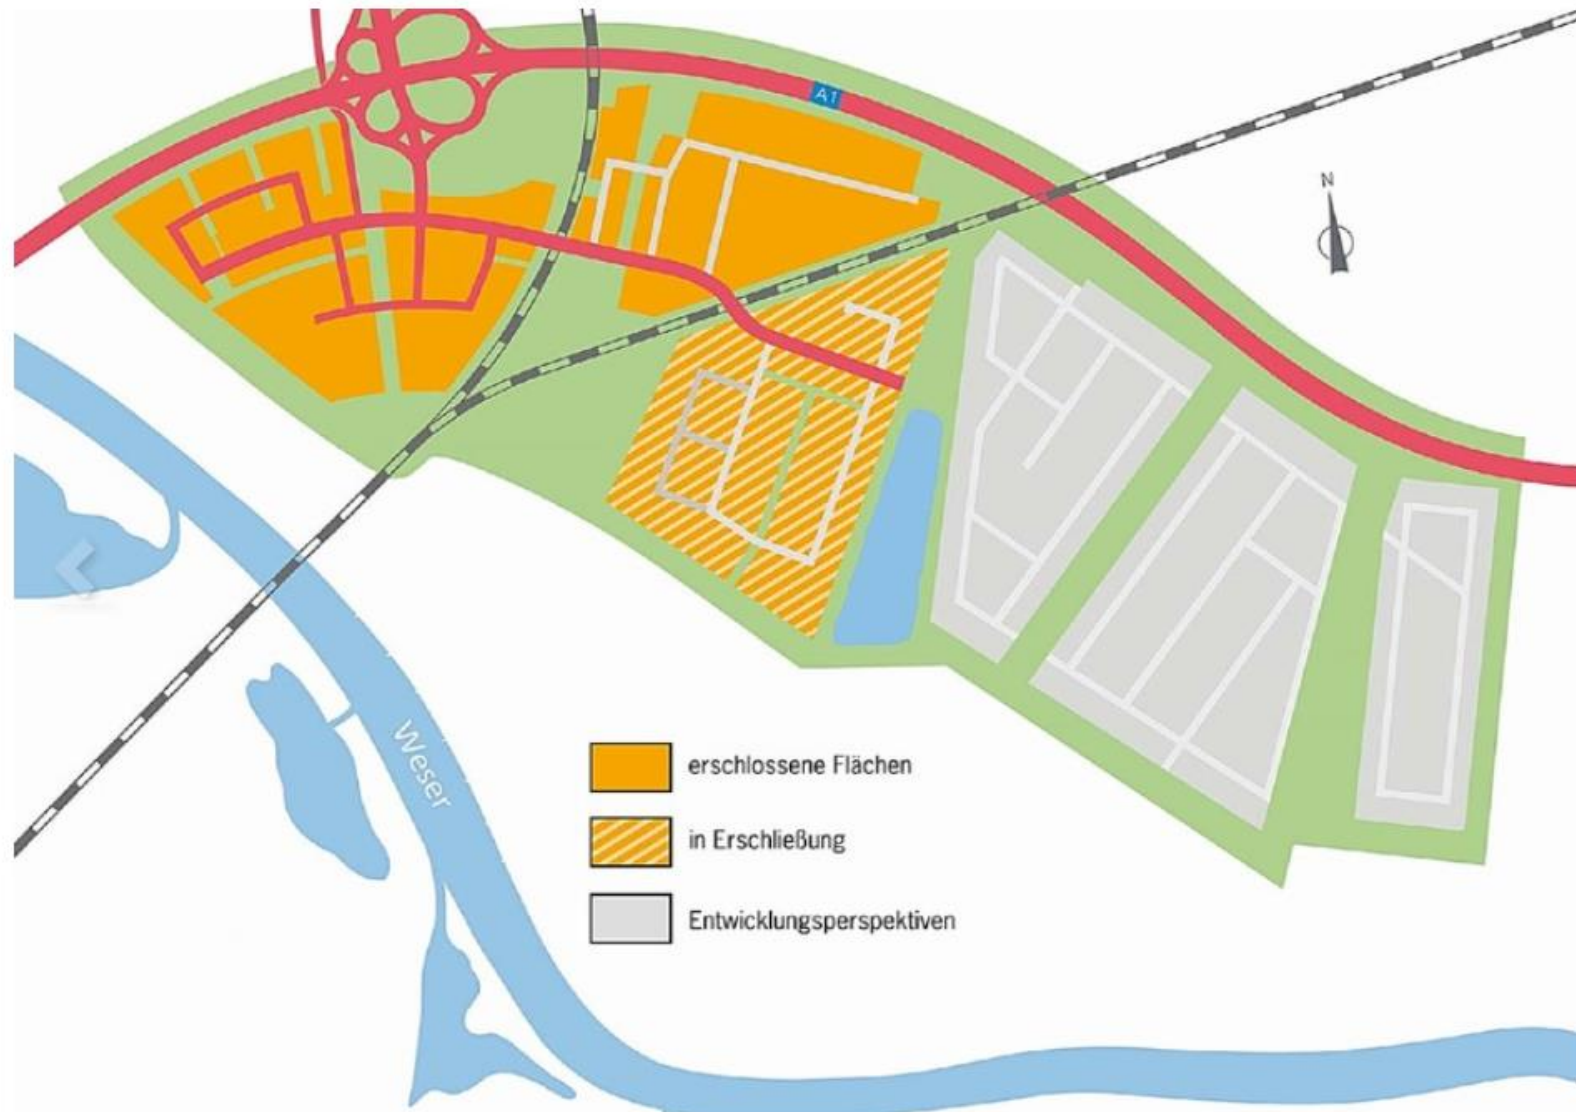 A1
N
Weser
erschlossene Flächen
in Erschließung
Entwicklungsperspektiven